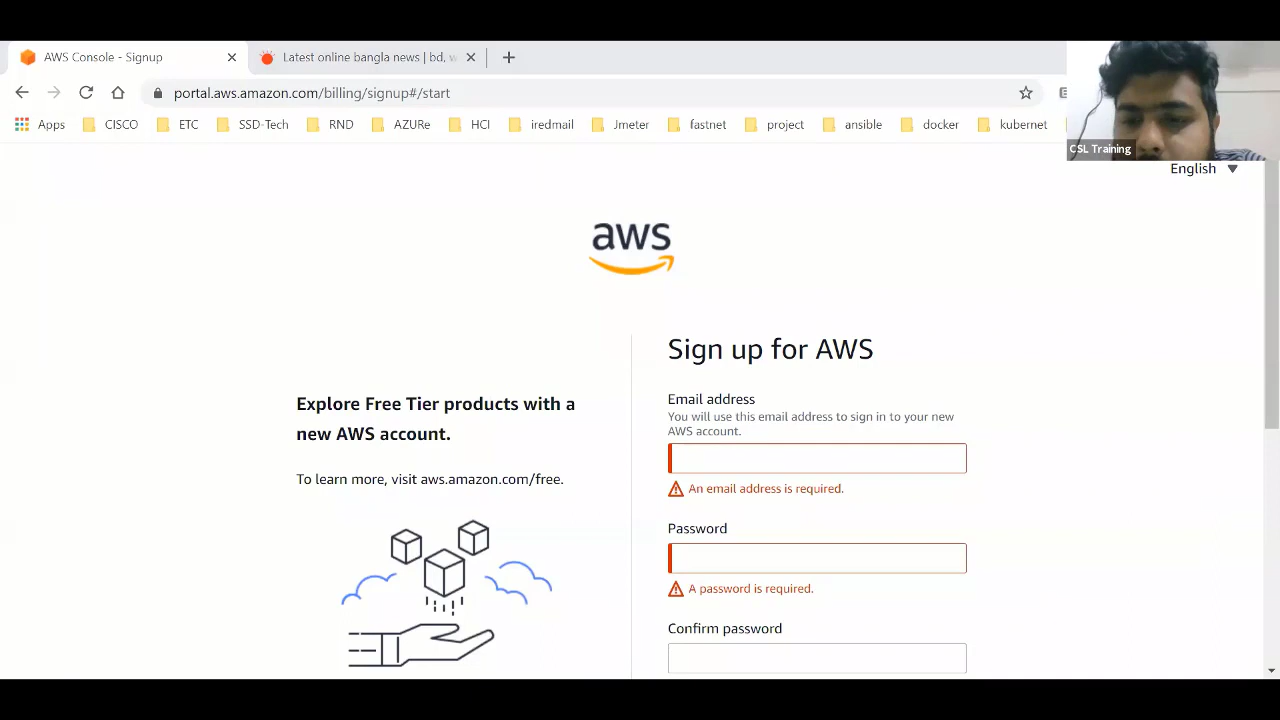 AWS Console - Signup
Latest online bangla news | bd, w
portal.aws.amazon.com/billing/signup#/start
Apps CISCO ETC SSD-Tech RND AZURe HCI iredmail Jmeter fastnet project ansible docker kubernet
CSL Training
English
aws
Sign up for AWS
Explore Free Tier products with a
new AWS account.
To learn more, visit aws.amazon.com/free.
Email address
You will use this email address to sign in to your new
AWS account.
An email address is required.
Password
A password is required.
Confirm password